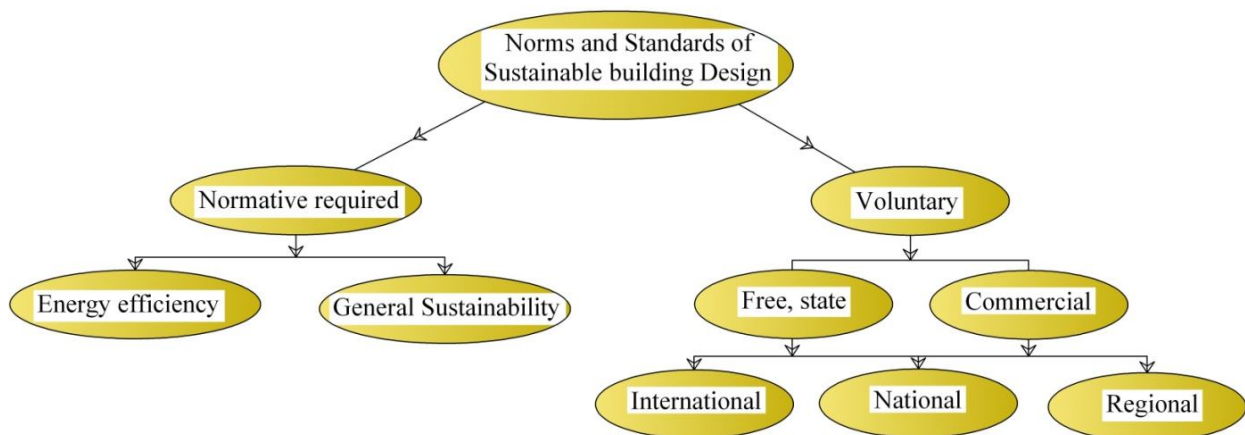 Norms and Standards of
Sustainable building Design
Normative required
Voluntary
Energy efficiency
General Sustainability
Free, state
Commercial
International
National
Regional